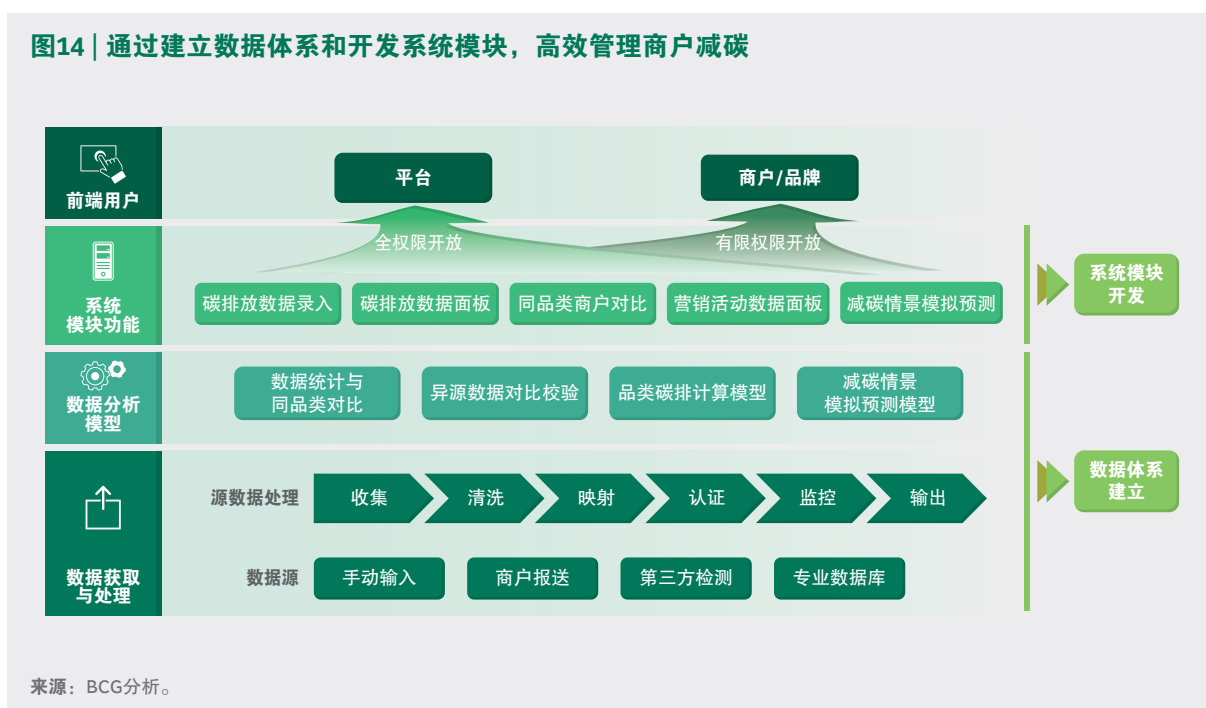 图14 | 通过建立数据体系和开发系统模块，高效管理商户减碳
前端用户
平台
商户/品牌
全权限开放
有限权限开放
系统
模块功能
碳排放数据录入
碳排放数据面板
同品类商户对比
营销活动数据面板
减碳情景模拟预测
系统模块
开发
数据分析
模型
数据统计与
同品类对比
异源数据对比校验
品类碳排计算模型
减碳情景
模拟预测模型
数据获取
与处理
源数据处理
收集
清洗
映射
认证
监控
输出
数据源
手动输入
商户报送
第三方检测
专业数据库
数据体系
建立
来源：BCG分析。